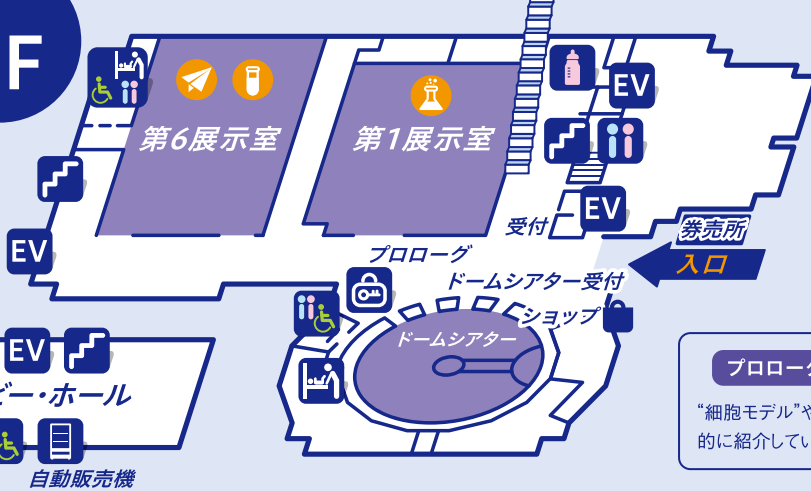 F
EV
第6展示室
第1展示室
受付
EV
券売所
EV
入口
プロローグ
ドームシアター受付
ショップ
ドームシアター
EV
ビー・ホール
プロローグ
“細胞モデル”や
的に紹介してい
自動販売機